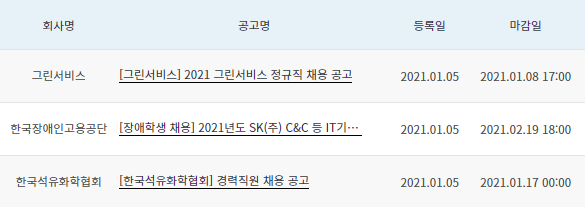 회사명 공고명 등록일 마감일
그린서비스 [그린서비스] 2021 그린서비스 정규직 채용 공고 2021.01.05 2021.01.08 17:00
한국장애인고용공단 [장애학생 채용] 2021년도 SK(주) C&C 등 IT기… 2021.01.05 2021.02.19 18:00
한국석유화학협회 [한국석유화학협회] 경력직원 채용 공고 2021.01.05 2021.01.17 00:00